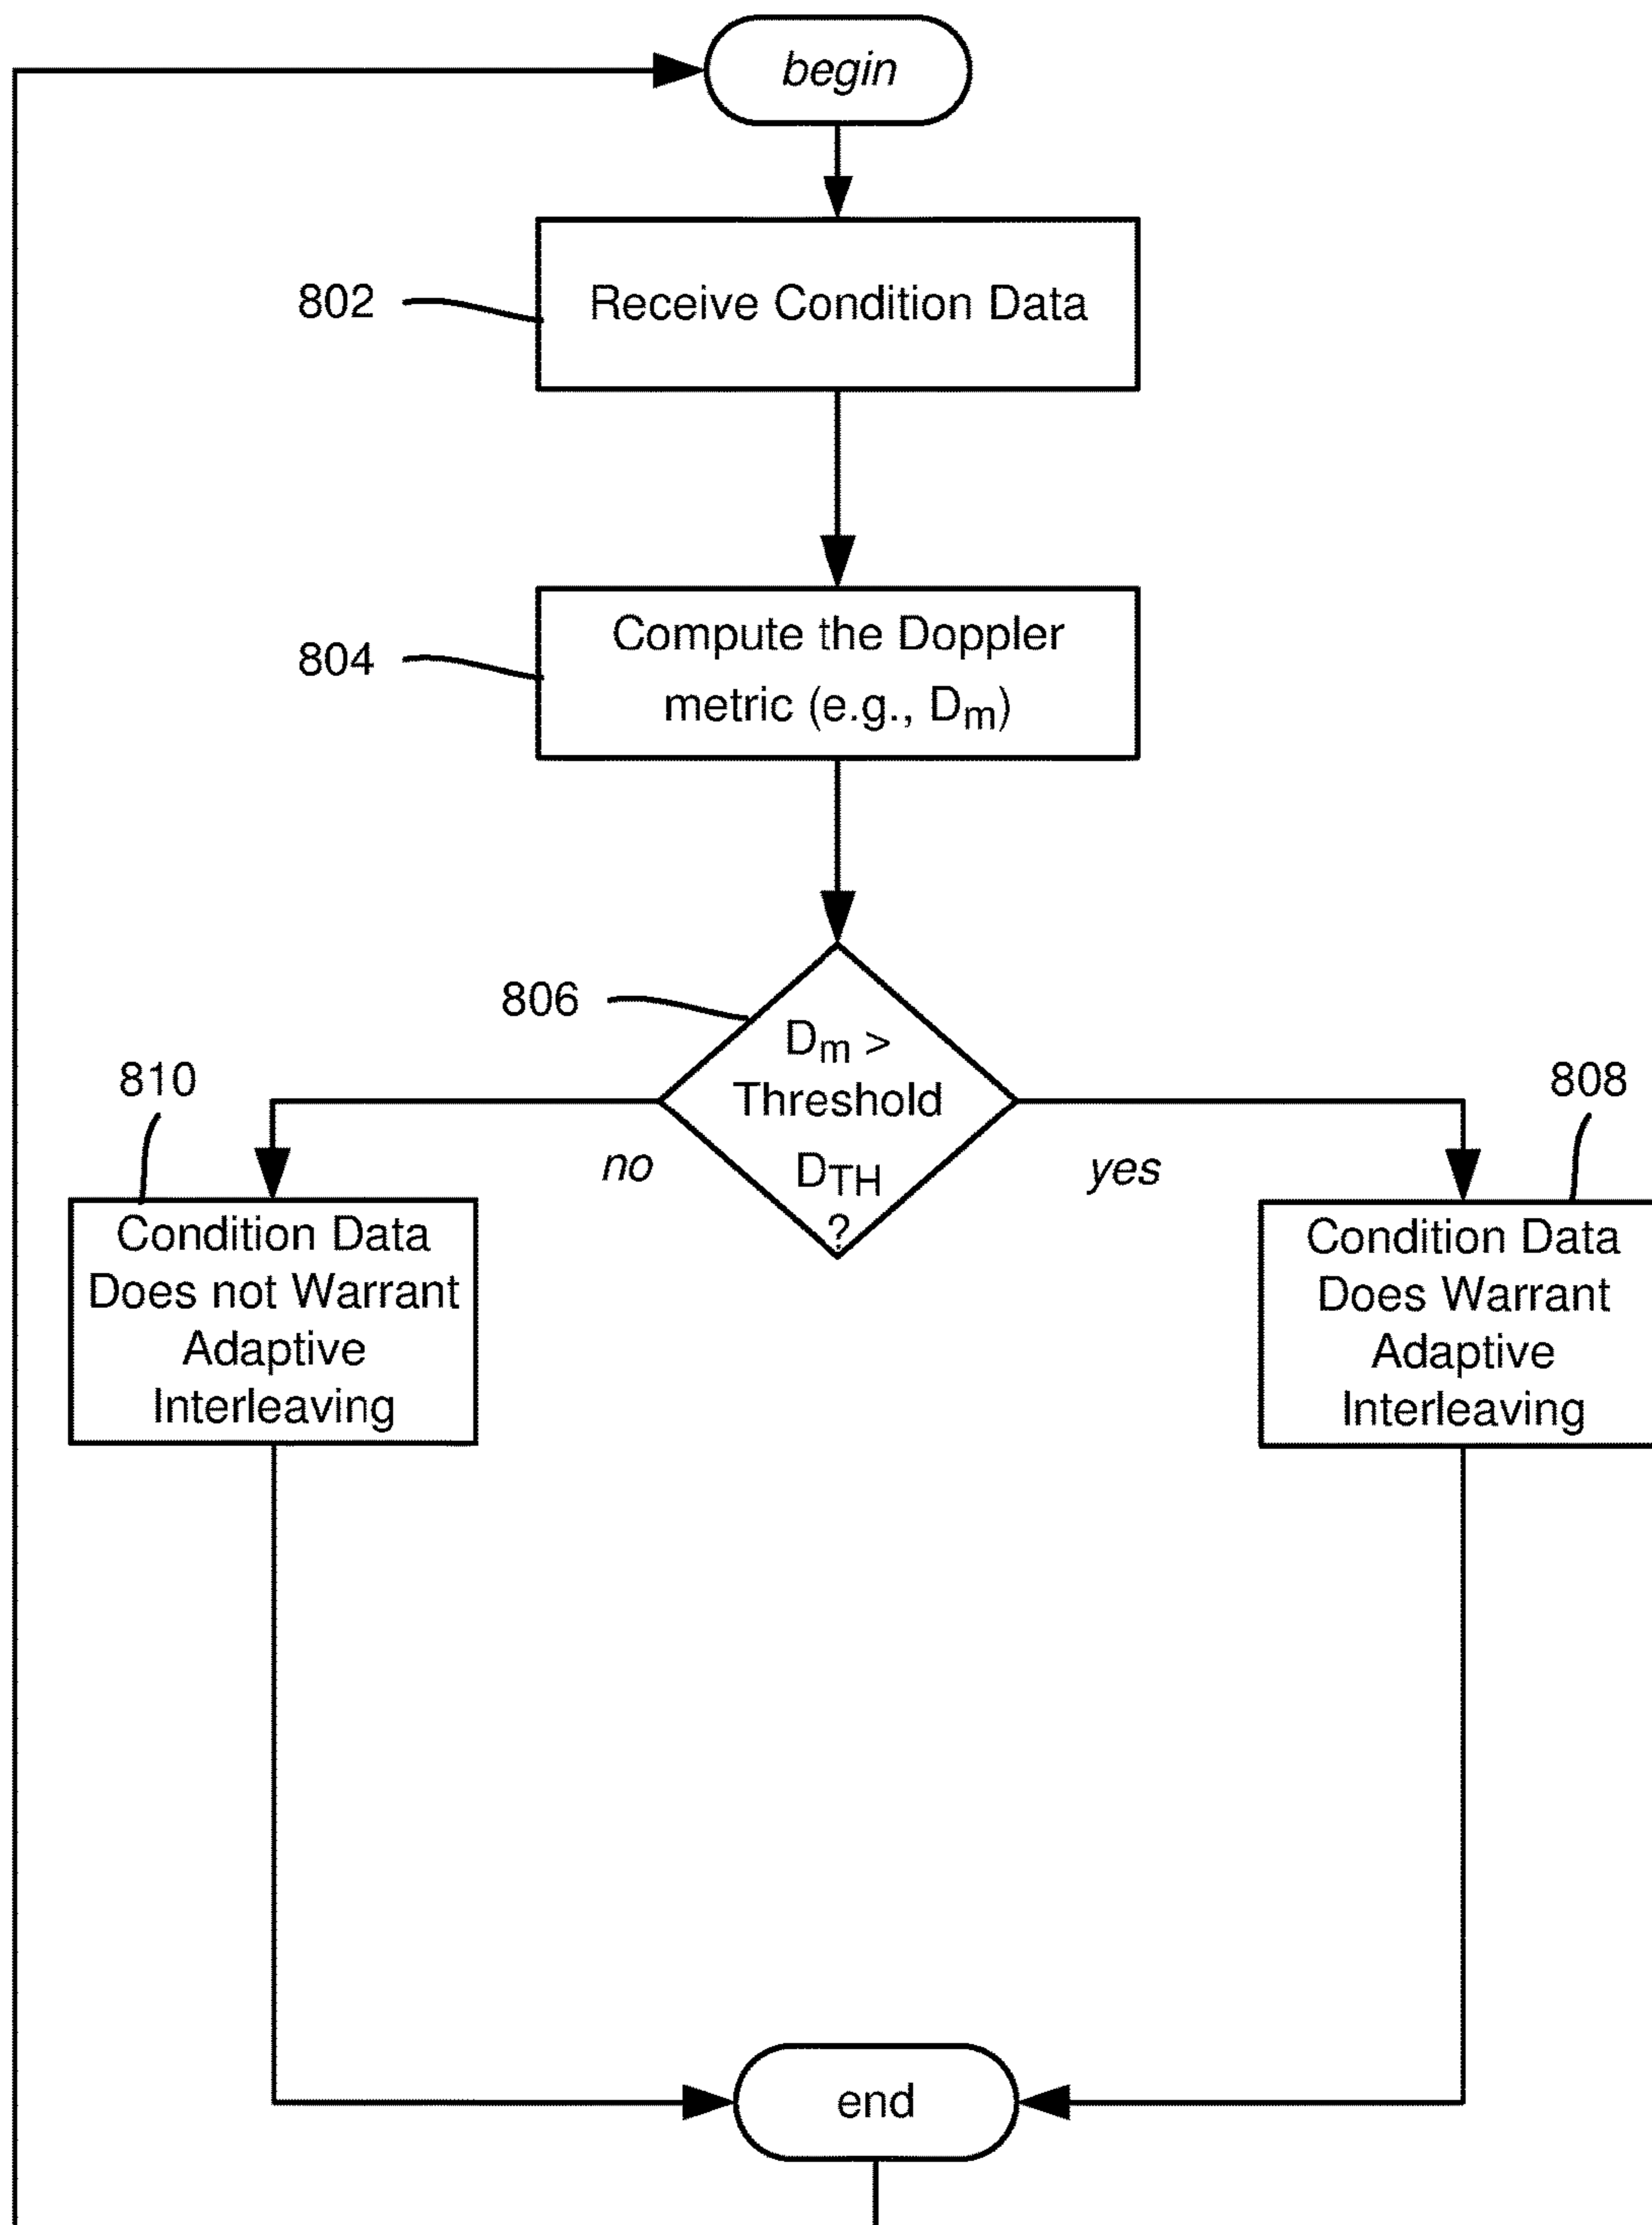 begin
802
Receive Condition Data
804
Compute the Doppler
metric (e.g., Dm)
806
Dm >
Threshold
DTH
?
810
808
no
yes
Condition Data
Does not Warrant
Adaptive
Interleaving
Condition Data
Does Warrant
Adaptive
Interleaving
end